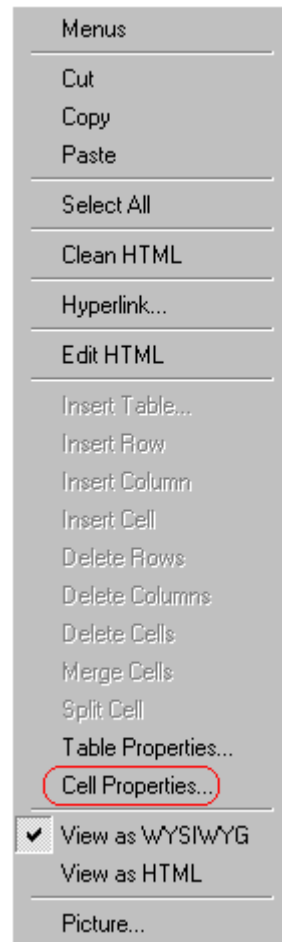 Menus
Cut
Copy
Paste
Select All
Clean HTML
Hyperlink...
Edit HTML
Insert Table...
Insert Row
Insert Column
Insert Cell
Delete Rows
Delete Columns
Delete Cells
Merge Cells
Split Cell
Table Properties...
Cell Properties...
View as WYSIWYG
View as HTML
Picture...